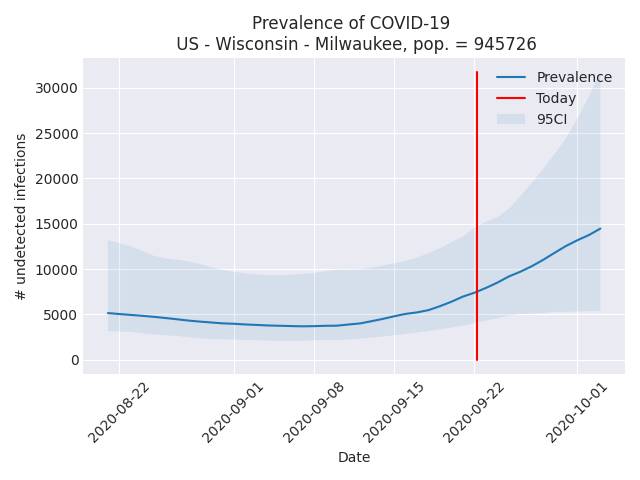 Prevalence of COVID-19
US - Wisconsin - Milwaukee, pop. = 945726
Prevalence
Today
95CI
30000
25000
20000
15000
10000
5000
0
# undetected infections
2020-08-22
2020-09-01
2020-09-08
2020-09-15
2020-09-22
2020-10-01
Date